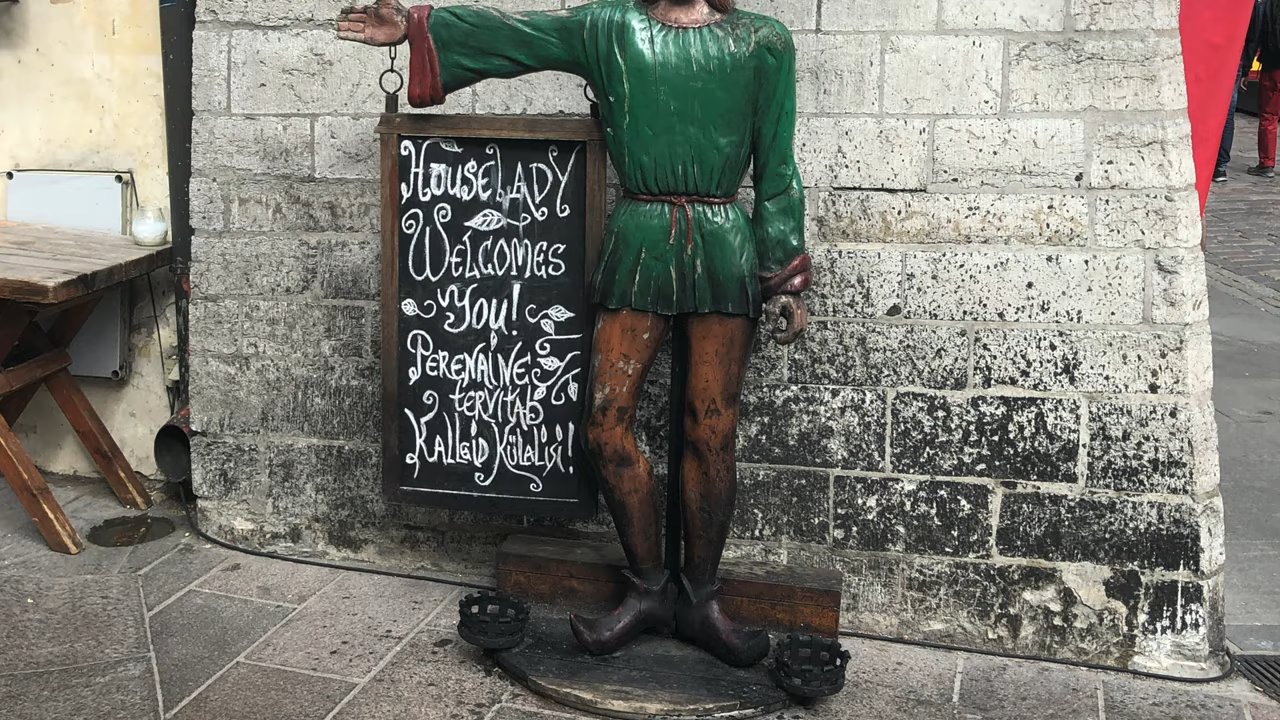 HOUSELADY
WELCOMES
YOU!
PERENAINE
tERVITAB
KALLEID KÜLALISI!